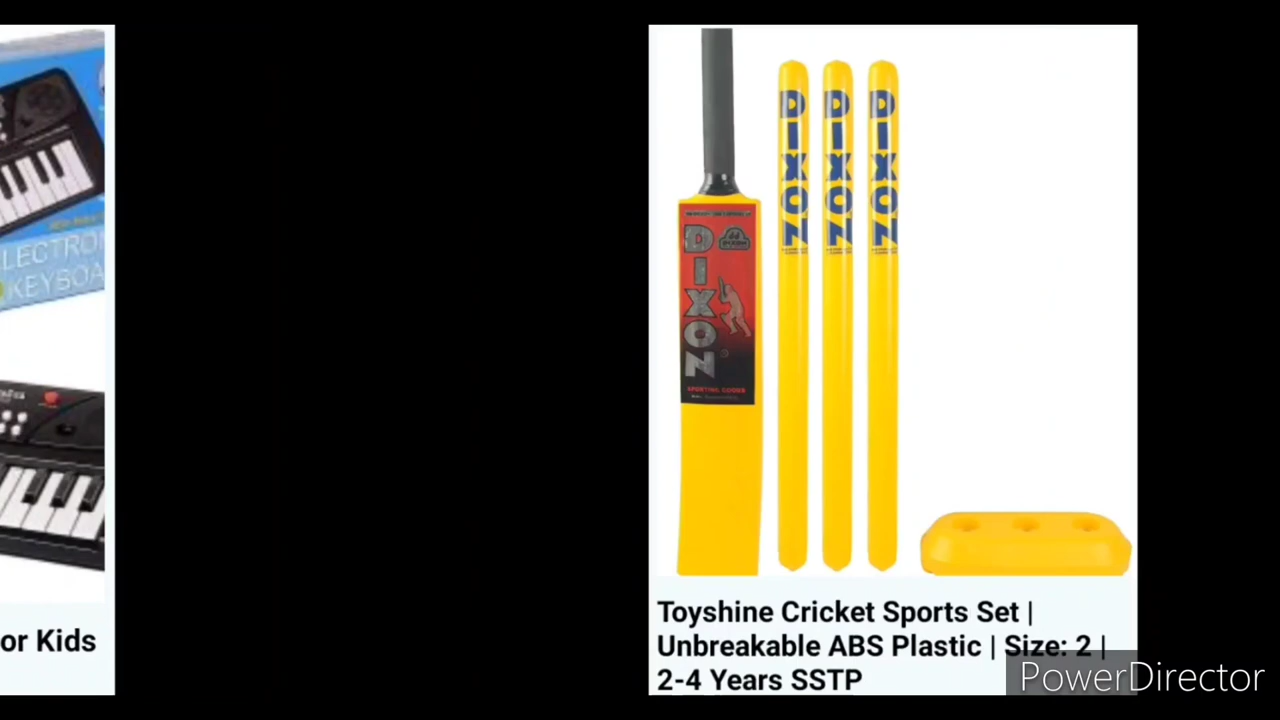 LECTRON
KEYBOA
or Kids
DIXON
DIXON
DIXON
DIXON
SPORTING GOODS
Toyshine Cricket Sports Set |
Unbreakable ABS Plastic | Size: 2 |
2-4 Years SSTP
PowerDirector